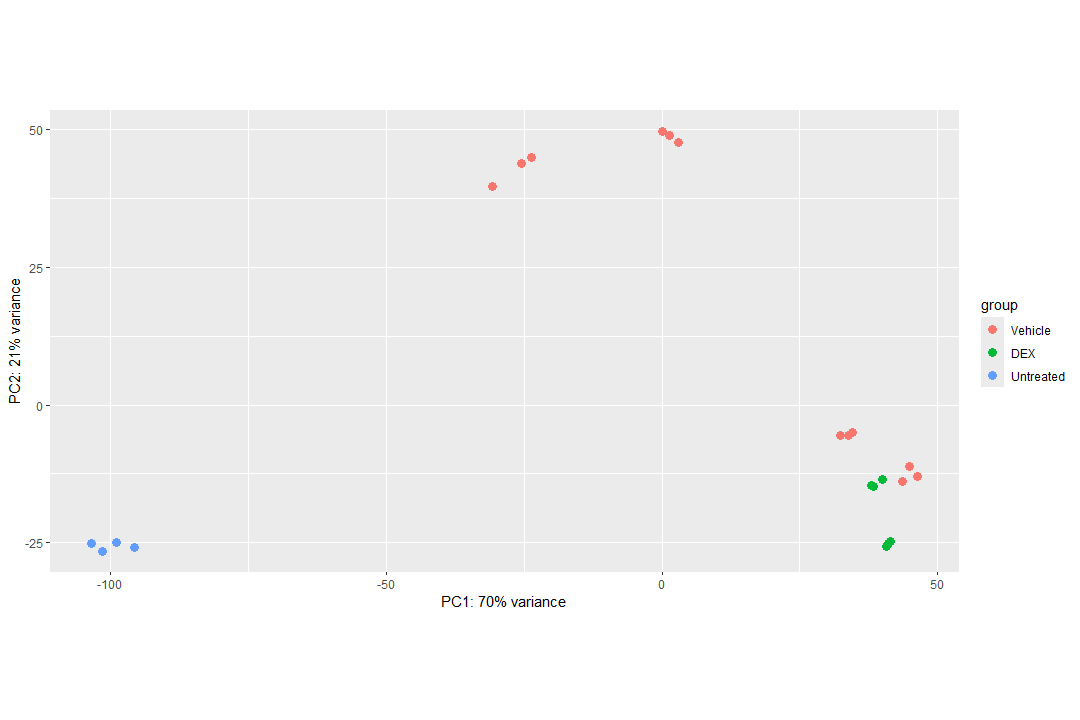 50
25
0
-25
PC2: 21% variance
-100
-50
0
50
PC1: 70% variance
group
Vehicle
DEX
Untreated